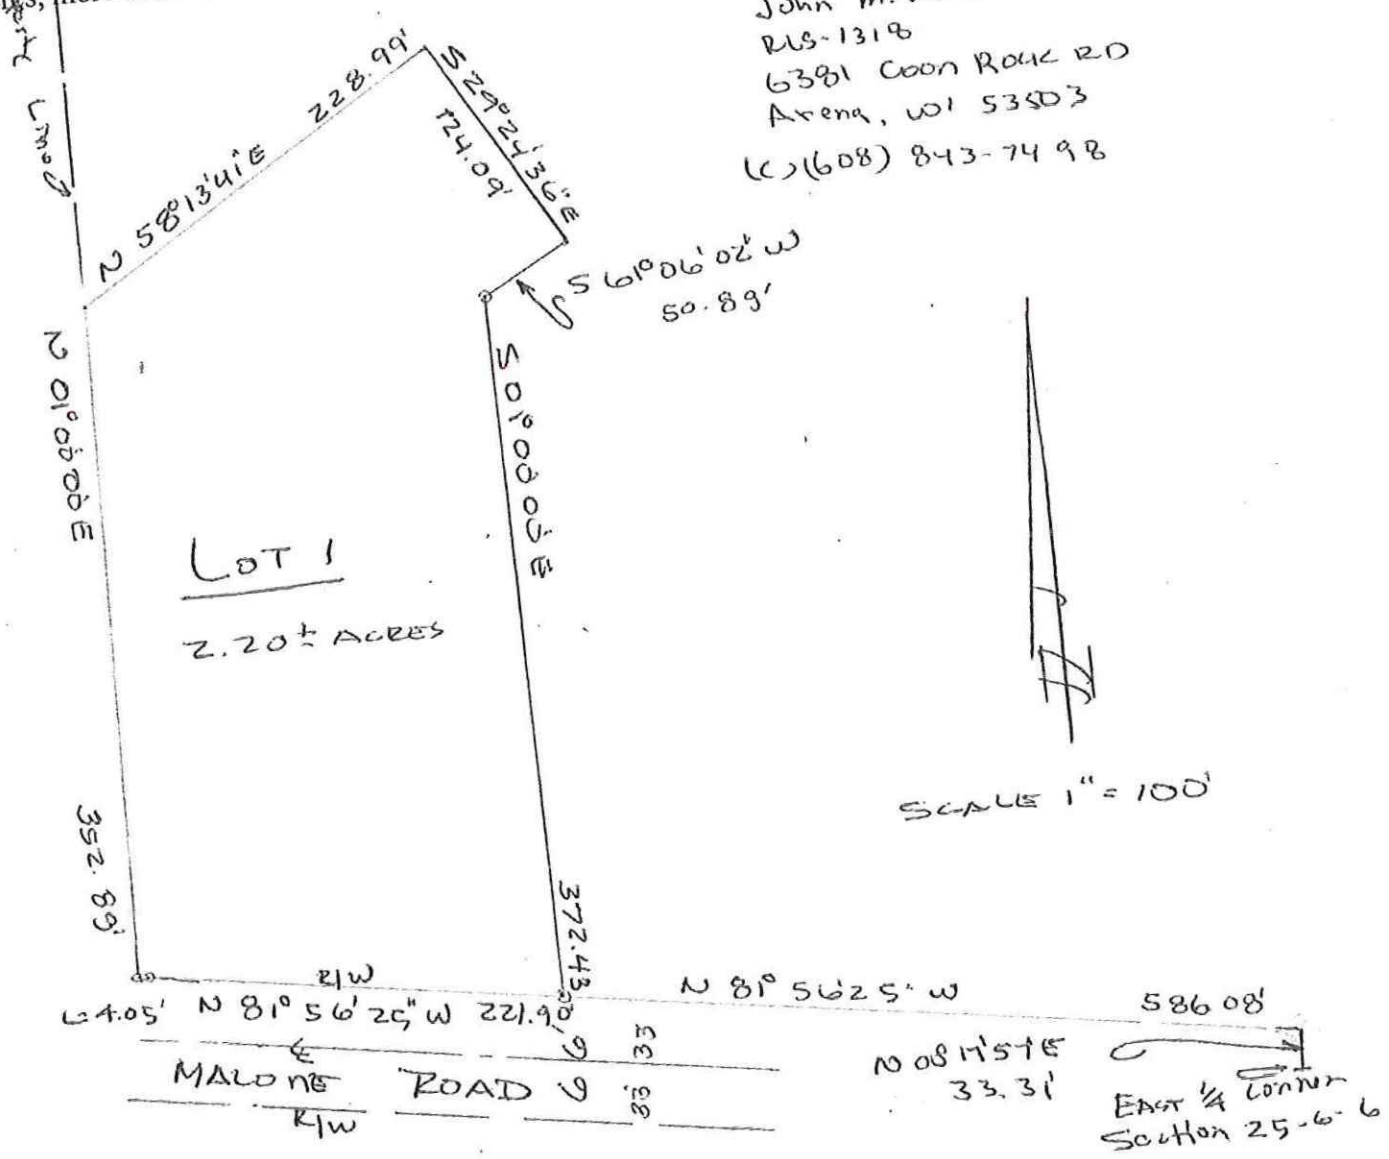 John M.
RLS-1318
6381 Coon Rock RD
Arena, WI 53503
(C) (608) 843-7498
N 58°13'41"E 228.99'
S 29°24'36"E
124.09'
S 61°06'02"W
50.89'
N 01°00'00"E 352.89'
S 01°00'00"E 372.43'
LOT 1
2.20± ACRES
SCALE 1" = 100'
R/W
L=4.05' N 81°56'25"W 221.90'
N 81°56'25"W 586.08'
33
33
MALONE ROAD
R/W
33.31'
EAST 1/4 Corner
Section 25-6-6